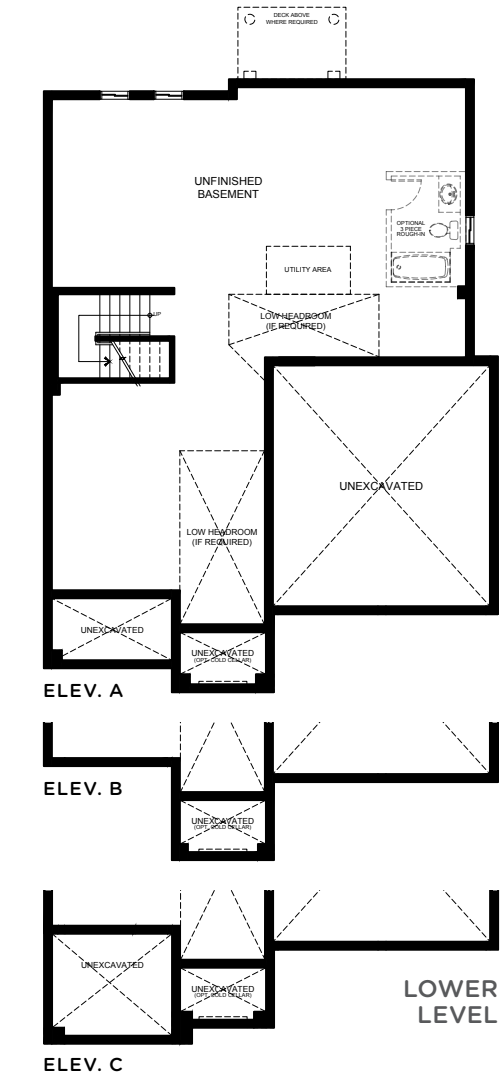 DECK ABOVE
WHERE REQUIRED
UNFINISHED
BASEMENT
OPTIONAL
3 PIECE
ROUGH-IN
UTILITY AREA
UP
LOW HEADROOM
(IF REQUIRED)
UNEXCAVATED
LOW HEADROOM
(IF REQUIRED)
UNEXCAVATED
UNEXCAVATED
(OPT. COLD CELLAR)
ELEV. A
ELEV. B
UNEXCAVATED
(OPT. COLD CELLAR)
UNEXCAVATED
UNEXCAVATED
(OPT. COLD CELLAR)
LOWER
LEVEL
ELEV. C